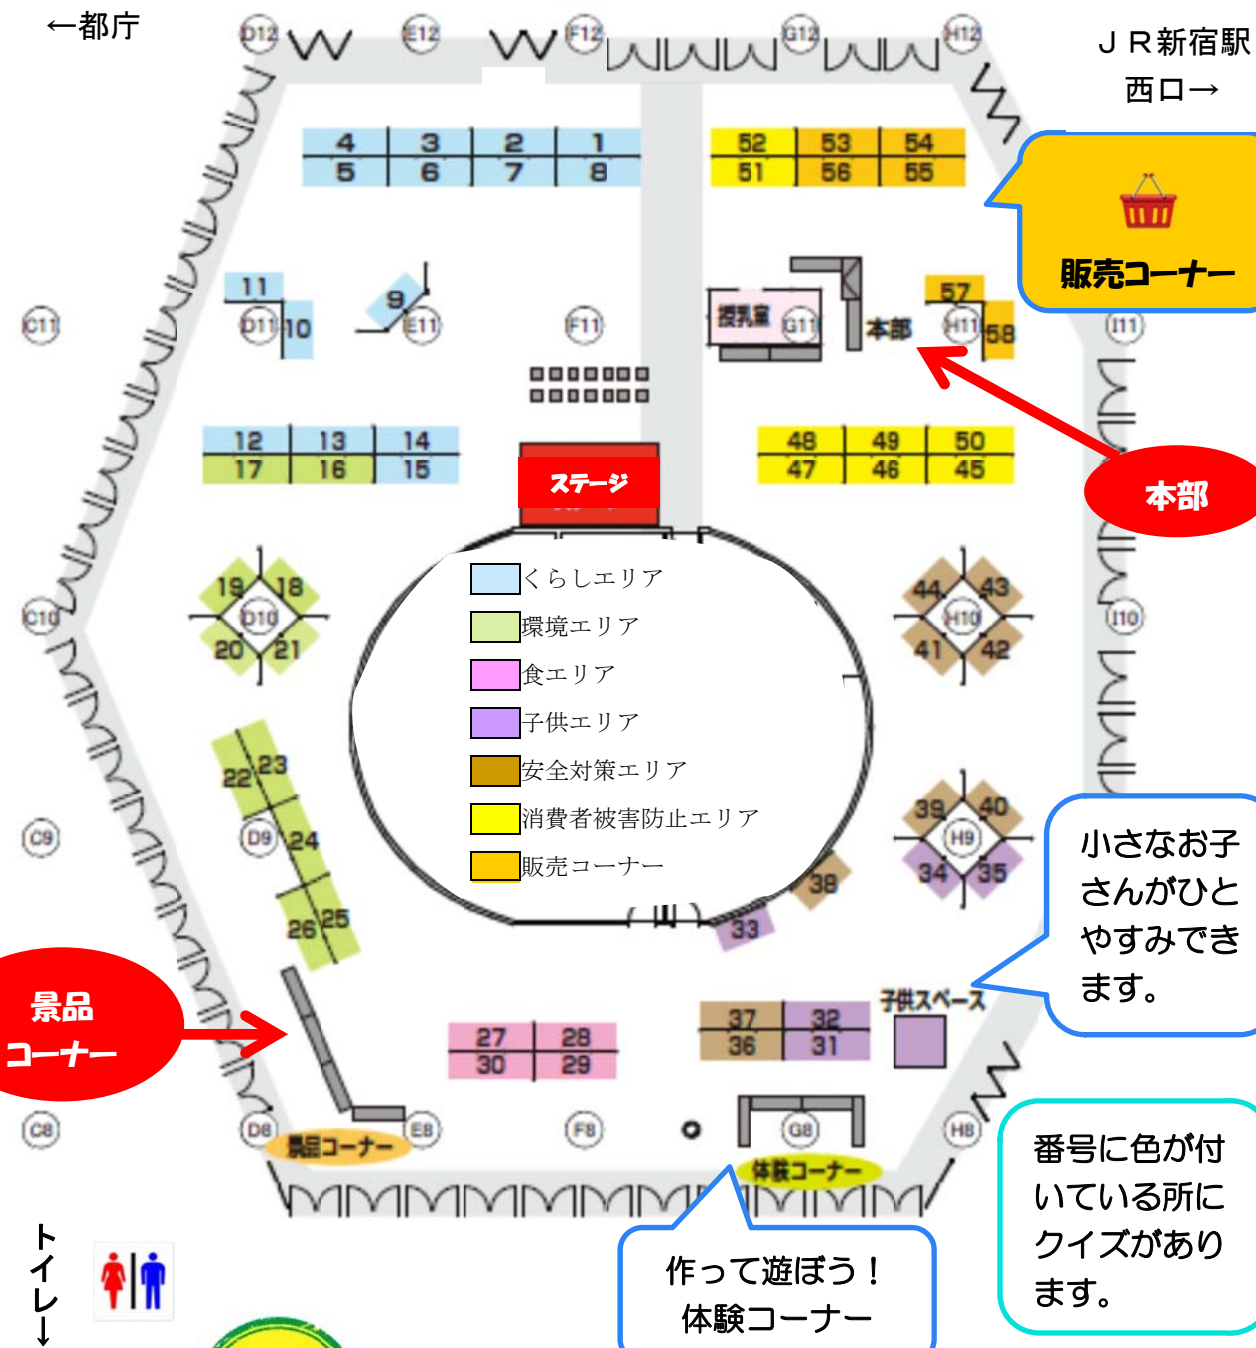 ←都庁
ＪＲ新宿駅
西口→
D12
E12
F12
G12
H12
4 3 2 1
5 6 7 8
52 53 54
51 56 55
販売コーナー
11
10
9
57
58
授乳室
本部
C11
D11
E11
F11
G11
H11
I11
12 13 14
17 16 15
48 49 50
47 46 45
ステージ
本部
くらしエリア
環境エリア
食エリア
子供エリア
安全対策エリア
消費者被害防止エリア
販売コーナー
19 18
20 21
44 43
41 42
C10
D10
H10
I10
22 23
24
26 25
39 40
34 35
38
33
C9
D9
H9
小さなお子
さんがひと
やすみでき
ます。
景品
コーナー
子供スペース
27 28
30 29
37 32
36 31
C8
D8
E8
F8
G8
H8
景品コーナー
体験コーナー
番号に色が付
いている所に
クイズがあり
ます。
トイレ→
作って遊ぼう！
体験コーナー